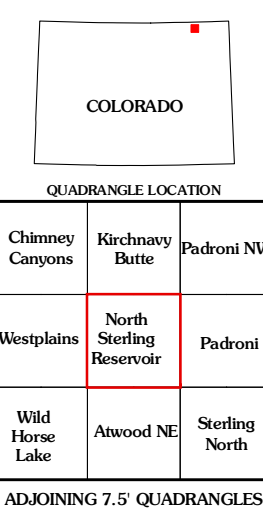 COLORADO
QUADRANGLE LOCATION
Chimney
Canyons
Kirchnavy
Butte
Padroni NW
Westplains
North
Sterling
Reservoir
Padroni
Wild
Horse
Lake
Atwood NE
Sterling
North
ADJOINING 7.5' QUADRANGLES